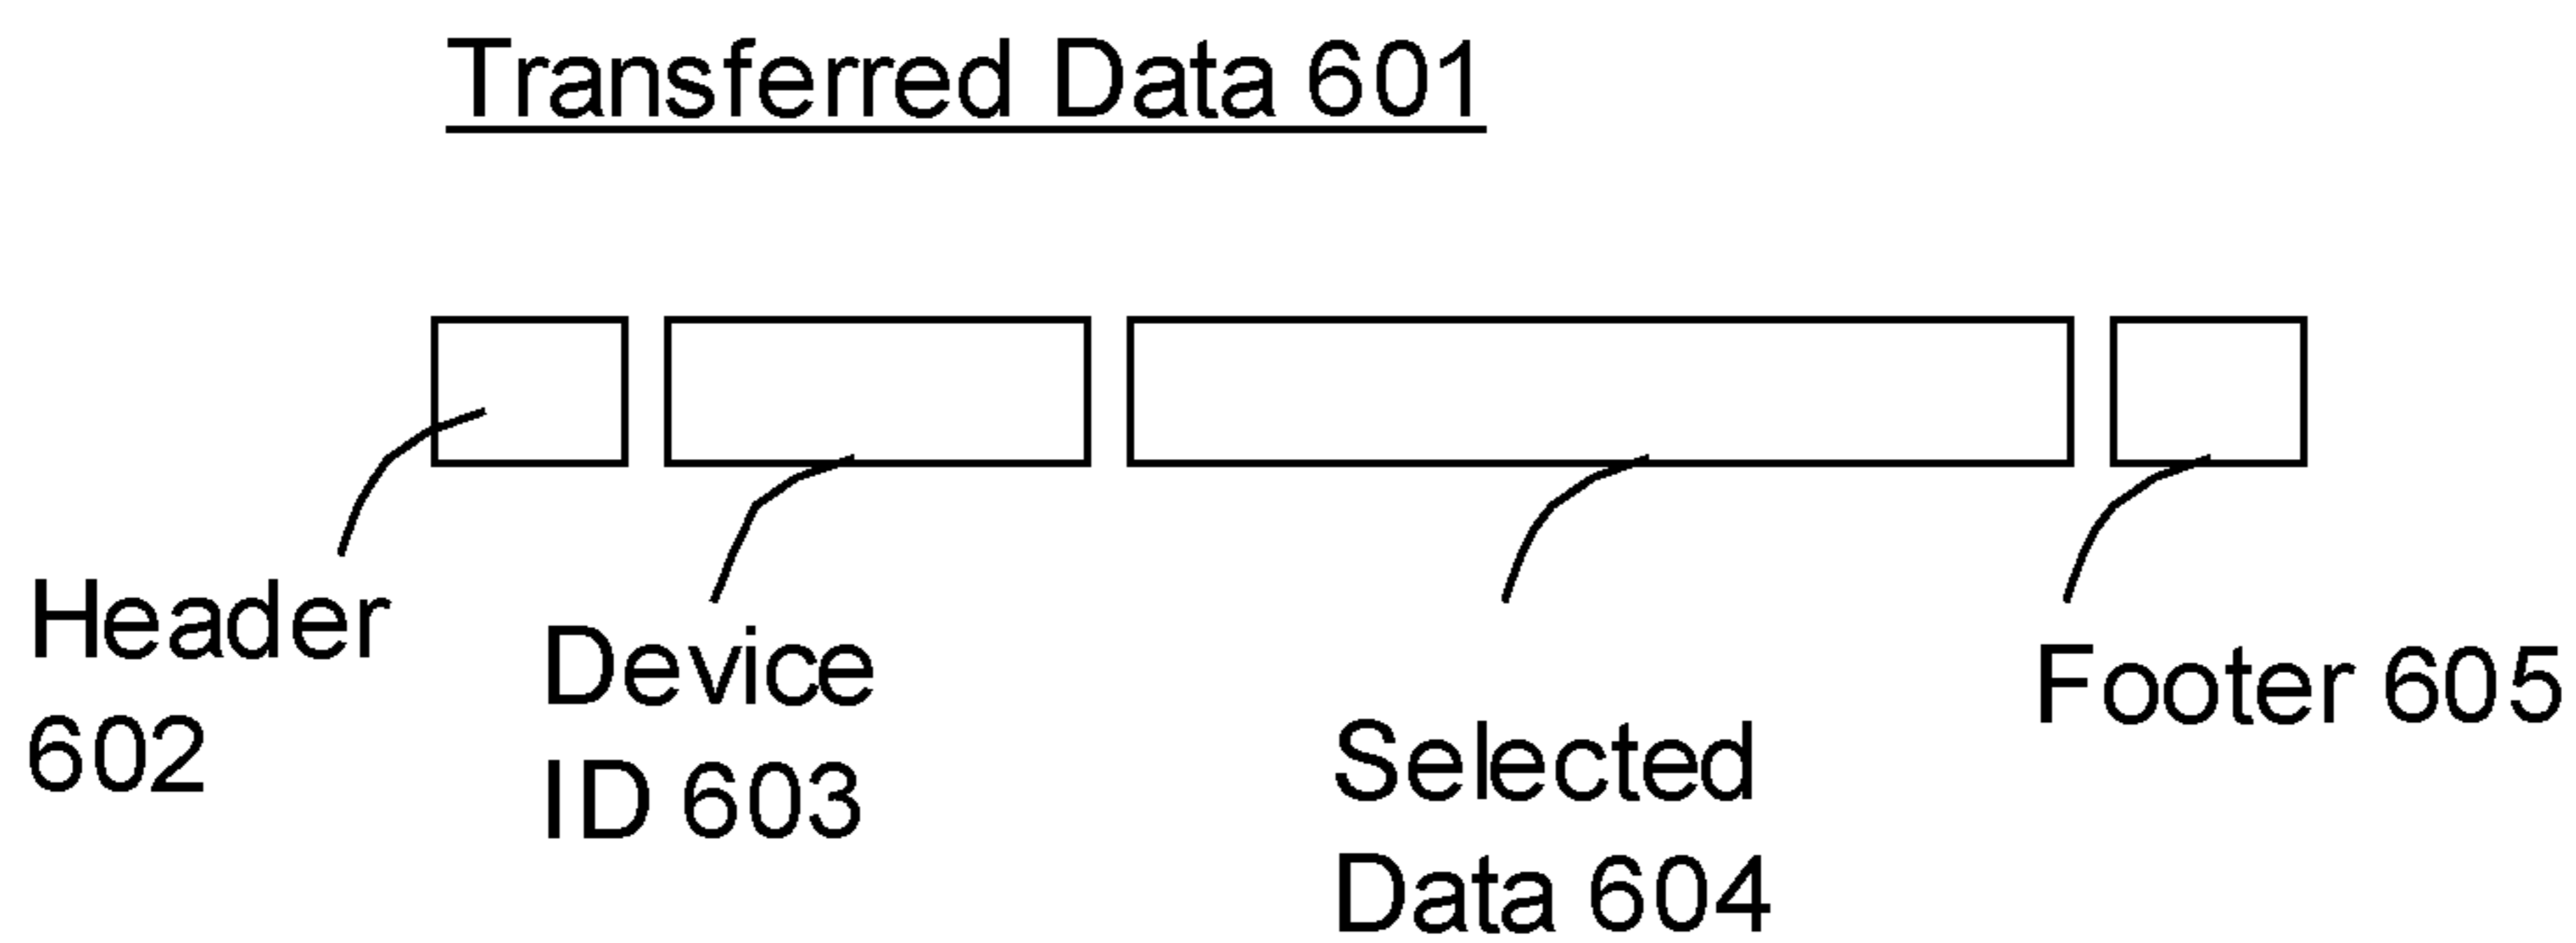 Transferred Data 601
Header
602
Device
ID 603
Selected
Data 604
Footer 605